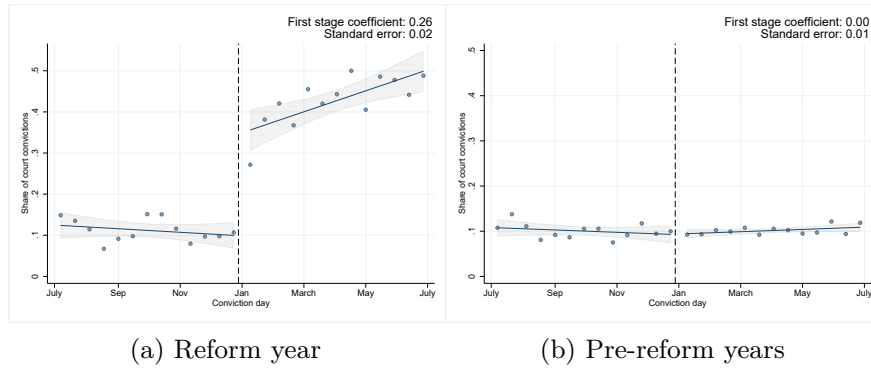 First stage coefficient: 0.26
Standard error: 0.02
Share of court convictions
.5
.4
.3
.2
.1
0
July
Sep
Nov
Jan
March
May
July
Conviction day
(a) Reform year
First stage coefficient: 0.00
Standard error: 0.01
Share of court convictions
.5
.4
.3
.2
.1
0
July
Sep
Nov
Jan
March
May
July
Conviction day
(b) Pre-reform years